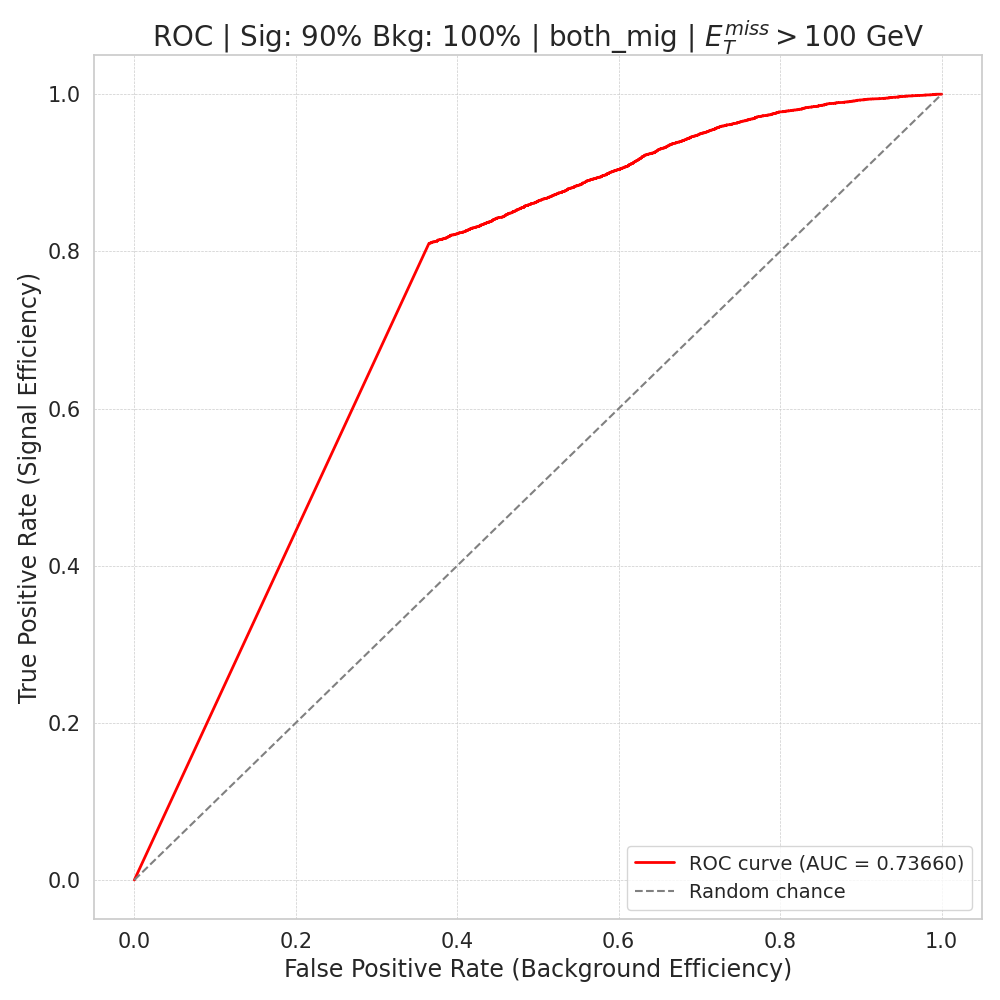 ROC | Sig: 90% Bkg: 100% | both_mig | $E_T^{miss} > 100$ GeV
True Positive Rate (Signal Efficiency)
1.0
0.8
0.6
0.4
0.2
0.0
ROC curve (AUC = 0.73660)
Random chance
0.0 0.2 0.4 0.6 0.8 1.0
False Positive Rate (Background Efficiency)